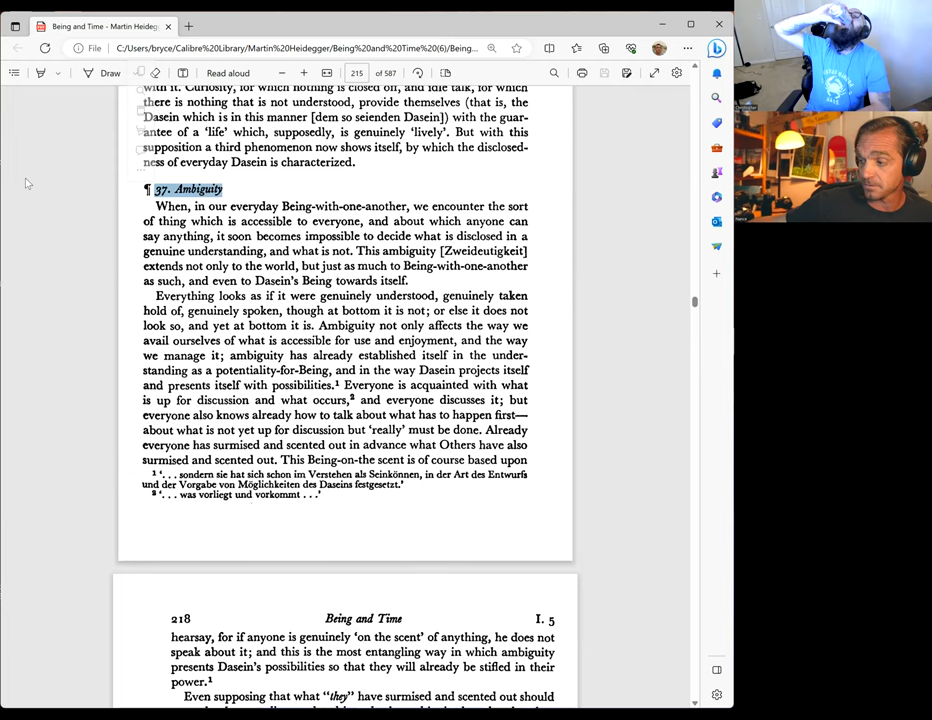 Being and Time - Martin Heideg
File
C:/Users/bryce/Calibre%20Library/Martin%20Heidegger/Being%20and%20Time%20(6)/Being...
Draw
Read aloud
215 of 587
with it. Curiosity, for which nothing is closed off, and idle talk, for which
there is nothing that is not understood, provide themselves (that is, the
Dasein which is in this manner [dem so seienden Dasein]) with the guar-
antee of a ‘life’ which, supposedly, is genuinely ‘lively’. But with this
supposition a third phenomenon now shows itself, by which the disclosed-
ness of everyday Dasein is characterized.
¶ 37. Ambiguity
When, in our everyday Being-with-one-another, we encounter the sort
of thing which is accessible to everyone, and about which anyone can
say anything, it soon becomes impossible to decide what is disclosed in a
genuine understanding, and what is not. This ambiguity [Zweideutigkeit]
extends not only to the world, but just as much to Being-with-one-another
as such, and even to Dasein’s Being towards itself.
Everything looks as if it were genuinely understood, genuinely taken
hold of, genuinely spoken, though at bottom it is not; or else it does not
look so, and yet at bottom it is. Ambiguity not only affects the way we
avail ourselves of what is accessible for use and enjoyment, and the way
we manage it; ambiguity has already established itself in the under-
standing as a potentiality-for-Being, and in the way Dasein projects itself
and presents itself with possibilities.¹ Everyone is acquainted with what
is up for discussion and what occurs,² and everyone discusses it; but
everyone also knows already how to talk about what has to happen first—
about what is not yet up for discussion but ‘really’ must be done. Already
everyone has surmised and scented out in advance what Others have also
surmised and scented out. This Being-on-the scent is of course based upon
¹ ‘. . . sondern sie hat sich schon im Verstehen als Seinkönnen, in der Art des Entwurfs
und der Vorgabe von Möglichkeiten des Daseins festgesetzt.’
² ‘. . . was vorliegt und vorkommt . . .’
218 Being and Time I. 5
hearsay, for if anyone is genuinely ‘on the scent’ of anything, he does not
speak about it; and this is the most entangling way in which ambiguity
presents Dasein’s possibilities so that they will already be stifled in their
power.¹
Even supposing that what “they” have surmised and scented out should